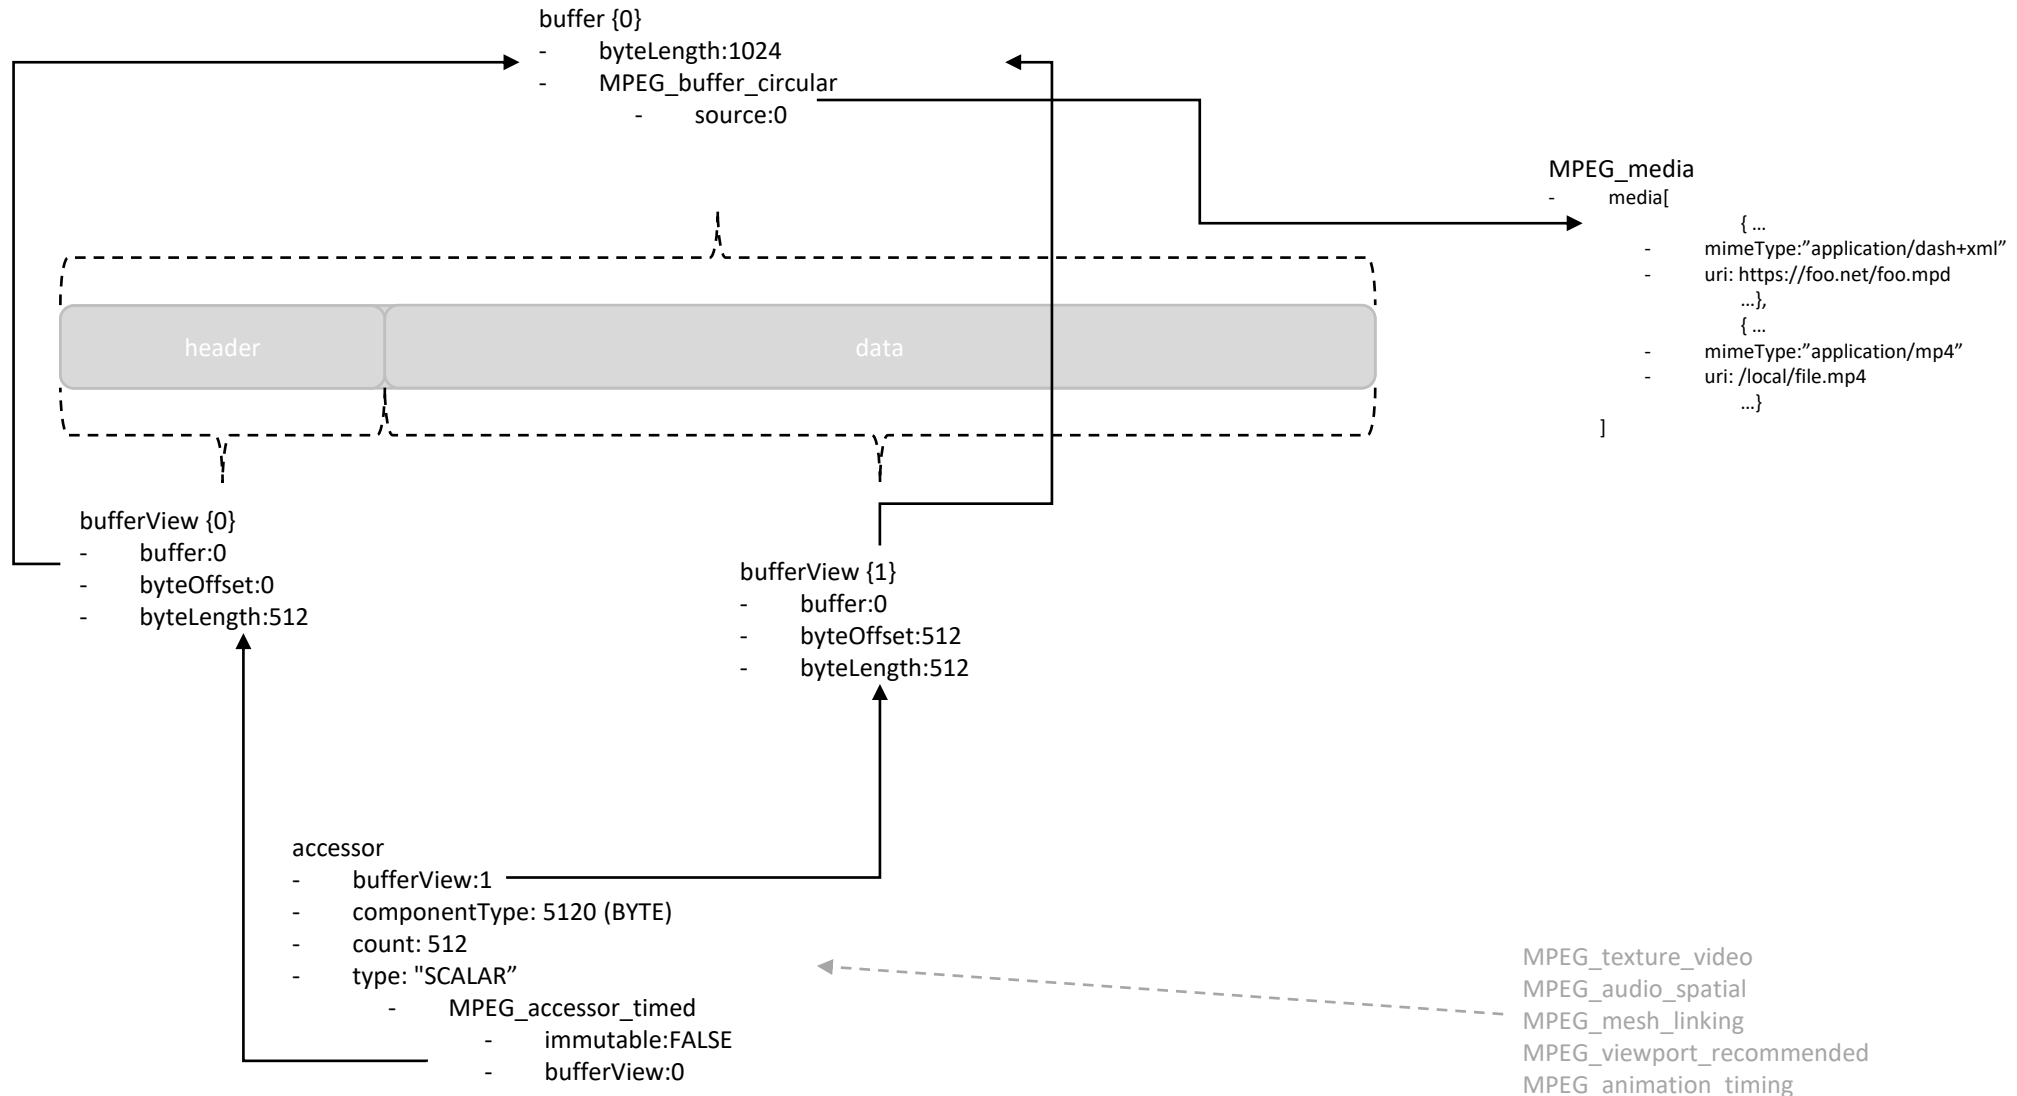 buffer {0}
- byteLength:1024
- MPEG_buffer_circular
- source:0
MPEG_media
- media[
{ ...
- mimeType:”application/dash+xml”
- uri: https://foo.net/foo.mpd
...},
{ ...
- mimeType:”application/mp4”
- uri: /local/file.mp4
...}
]
header
data
bufferView {0}
- buffer:0
- byteOffset:0
- byteLength:512
bufferView {1}
- buffer:0
- byteOffset:512
- byteLength:512
accessor
- bufferView:1
- componentType: 5120 (BYTE)
- count: 512
- type: "SCALAR”
- MPEG_accessor_timed
- immutable:FALSE
- bufferView:0
MPEG_texture_video
MPEG_audio_spatial
MPEG_mesh_linking
MPEG_viewport_recommended
MPEG_animation_timing